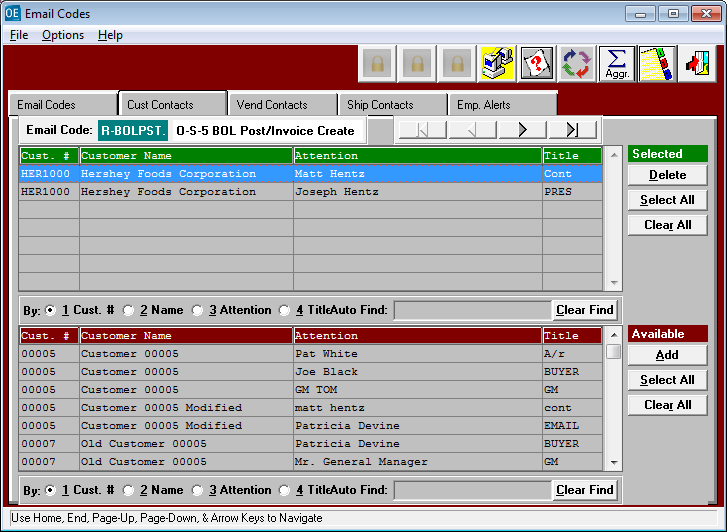 OE Email Codes
File Options Help
Σ
Aggr.
Email Codes Cust Contacts Vend Contacts Ship Contacts Emp. Alerts
Email Code: R-BOLPST. O-S-5 BOL Post/Invoice Create
Cust. # Customer Name Attention Title Selected
HER1000 Hershey Foods Corporation Matt Hentz Cont Delete
HER1000 Hershey Foods Corporation Joseph Hentz PRES Select All
Clear All
By: 1 Cust. # 2 Name 3 Attention 4 TitleAuto Find: Clear Find
Cust. # Customer Name Attention Title Available
00005 Customer 00005 Pat White A/r Add
00005 Customer 00005 Joe Black BUYER Select All
00005 Customer 00005 GM TOM GM
00005 Customer 00005 Modified matt hentz cont Clear All
00005 Customer 00005 Modified Patricia Devine EMAIL
00007 Old Customer 00005 Patricia Devine BUYER
00007 Old Customer 00005 Mr. General Manager GM
By: 1 Cust. # 2 Name 3 Attention 4 TitleAuto Find: Clear Find
Use Home, End, Page-Up, Page-Down, & Arrow Keys to Navigate